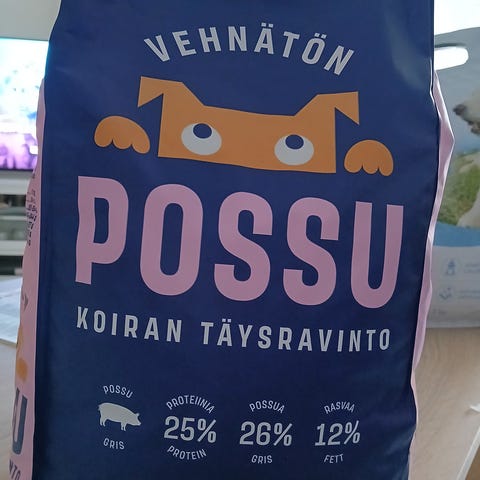 VEHNÄTÖN
POSSU
KOIRAN TÄYSRAVINTO
POSSU
GRIS
PROTEIINIA
25%
PROTEIN
POSSUA
26%
GRIS
RASVAA
12%
FETT